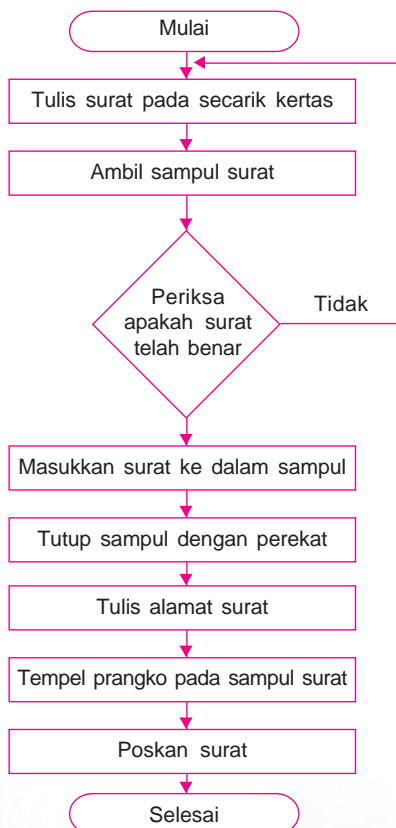 Mulai
Tulis surat pada secarik kertas
Ambil sampul surat
Periksa
apakah surat
telah benar
Tidak
Masukkan surat ke dalam sampul
Tutup sampul dengan perekat
Tulis alamat surat
Tempel prangko pada sampul surat
Poskan surat
Selesai